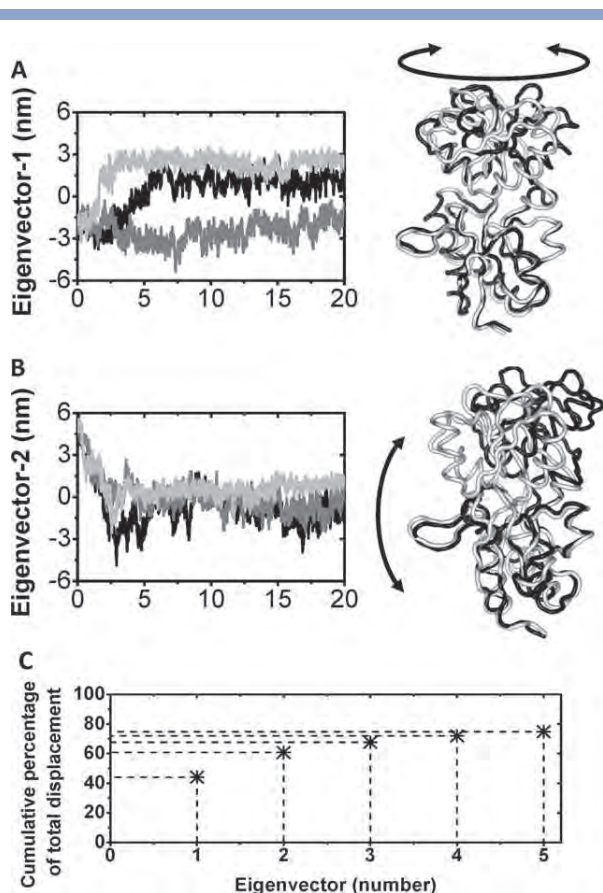 A
Eigenvector-1 (nm)
6
3
0
-3
-6
0 5 10 15 20
B
Eigenvector-2 (nm)
6
3
0
-3
-6
0 5 10 15 20
C
Cumulative percentage
of total displacement
100
80
60
40
20
0
0 1 2 3 4 5
Eigenvector (number)